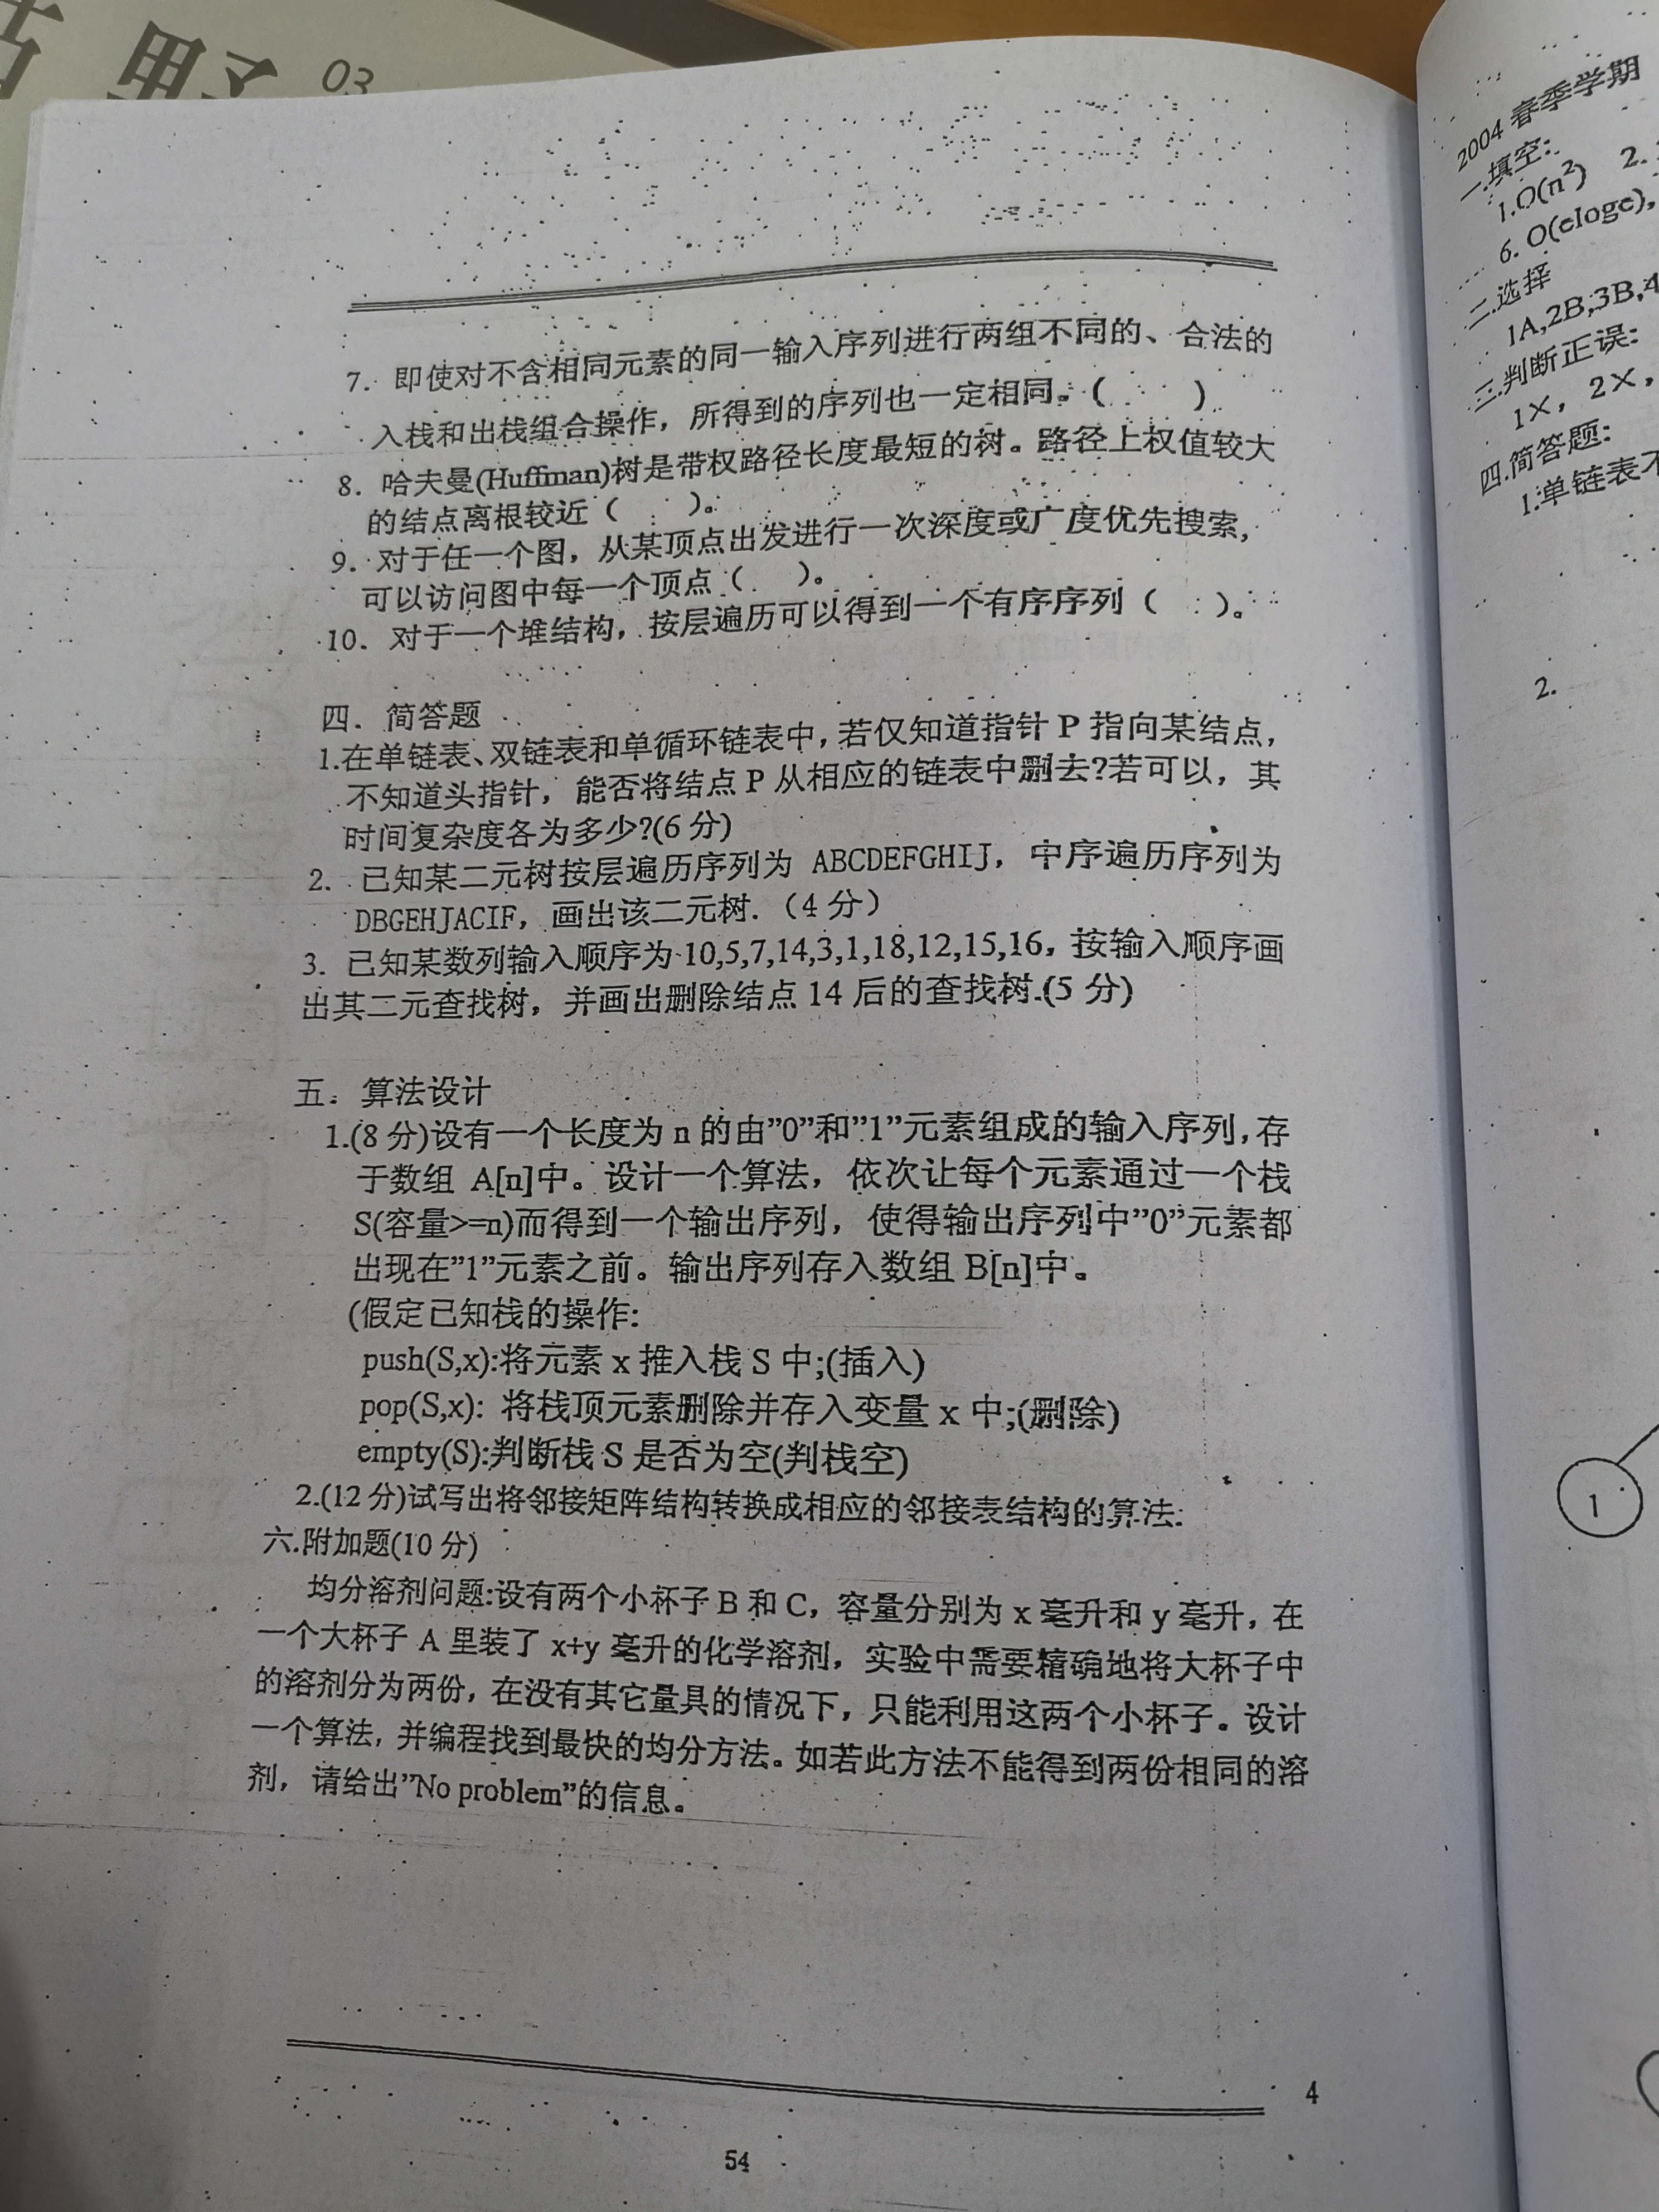 03
7. 即使对不含相同元素的同一输入序列进行两组不同的、合法的
入栈和出栈组合操作，所得到的序列也一定相同。( )
8. 哈夫曼(Huffman)树是带权路径长度最短的树。路径上权值较大
的结点离根较近（ ）。
9. 对于任一个图，从某顶点出发进行一次深度或广度优先搜索，
可以访问图中每一个顶点（ ）。
10. 对于一个堆结构，按层遍历可以得到一个有序序列（ ）。
四. 简答题
1.在单链表、双链表和单循环链表中，若仅知道指针 P 指向某结点，
不知道头指针，能否将结点 P 从相应的链表中删去?若可以，其
时间复杂度各为多少?(6 分)
2. 已知某二元树按层遍历序列为 ABCDEFGHIJ，中序遍历序列为
DBGEHJACIF，画出该二元树.（4 分）
3. 已知某数列输入顺序为 10,5,7,14,3,1,18,12,15,16，按输入顺序画
出其二元查找树，并画出删除结点 14 后的查找树.(5 分)
五. 算法设计
1.(8 分)设有一个长度为 n 的由”0”和”1”元素组成的输入序列，存
于数组 A[n]中。设计一个算法，依次让每个元素通过一个栈
S(容量>=n)而得到一个输出序列，使得输出序列中”0”元素都
出现在”1”元素之前。输出序列存入数组 B[n]中。
(假定已知栈的操作:
push(S,x):将元素 x 推入栈 S 中;(插入)
pop(S,x): 将栈顶元素删除并存入变量 x 中;(删除)
empty(S):判断栈 S 是否为空(判栈空)
2.(12 分)试写出将邻接矩阵结构转换成相应的邻接表结构的算法.
六.附加题(10 分)
均分溶剂问题:设有两个小杯子 B 和 C，容量分别为 x 毫升和 y 毫升，在
一个大杯子 A 里装了 x+y 毫升的化学溶剂，实验中需要精确地将大杯子中
的溶剂分为两份，在没有其它量具的情况下，只能利用这两个小杯子。设计
一个算法，并编程找到最快的均分方法。如若此方法不能得到两份相同的溶
剂，请给出”No problem”的信息。
4
54
2004 春季学期
一.填空:
1.O(n²) 2.
6. O(eloge),
二.选择
1A,2B,3B,4
三.判断正误:
1×，2×，
四.简答题:
1.单链表不
2.
1